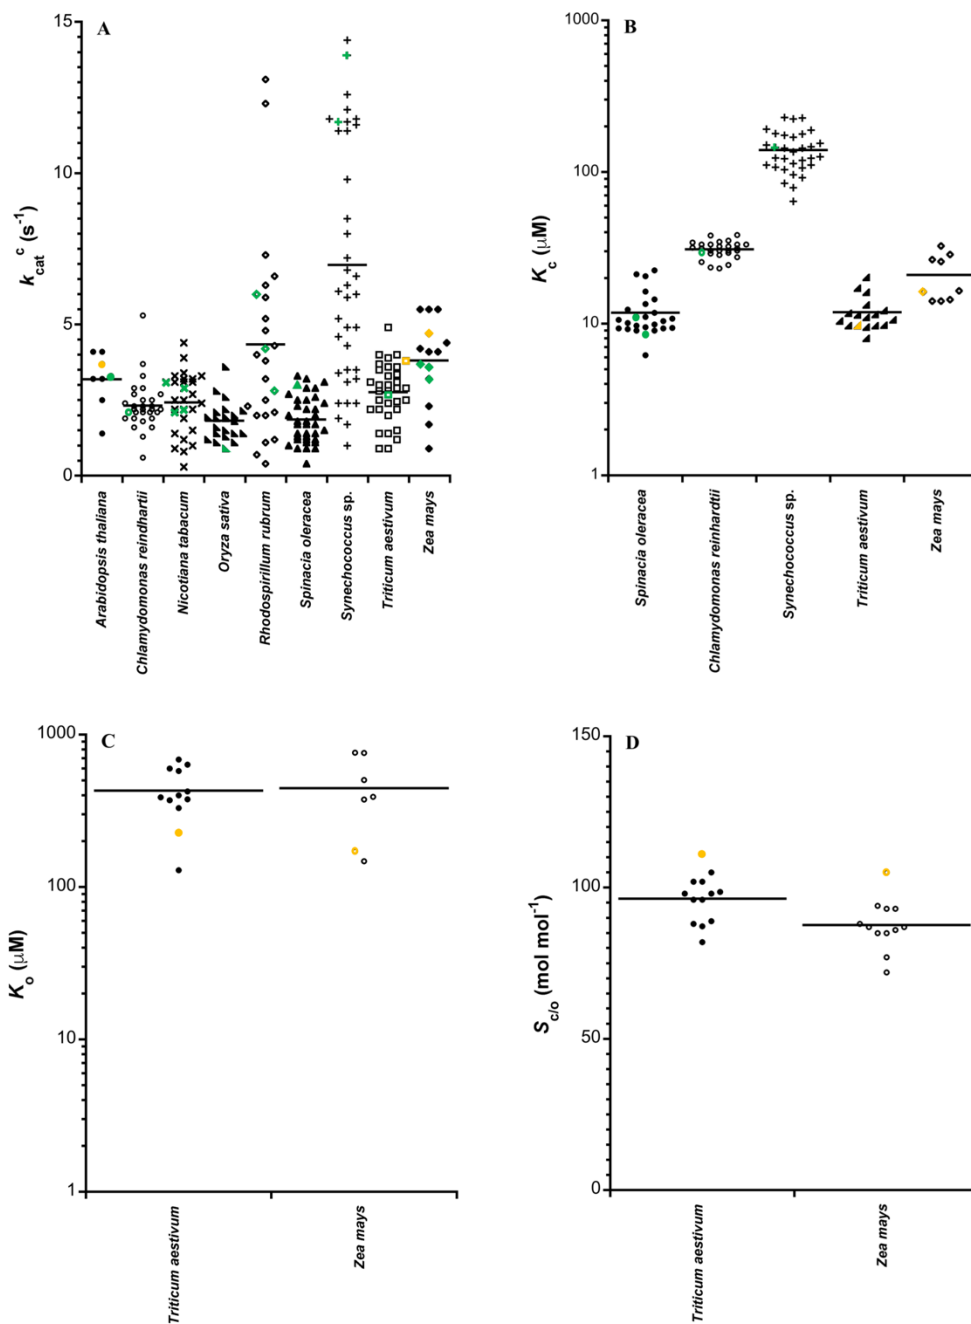 A
15
10
5
0
k_cat^c (s⁻¹)
Arabidopsis thaliana
Chlamydomonas reindhartii
Nicotiana tabacum
Oryza sativa
Rhodospirillum rubrum
Spinacia oleracea
Synechococcus sp.
Triticum aestivum
Zea mays
B
1000
100
10
1
K_c (μM)
Spinacia oleracea
Chlamydomonas reinhardtii
Synechococcus sp.
Triticum aestivum
Zea mays
C
1000
100
10
1
K_o (μM)
Triticum aestivum
Zea mays
D
150
100
50
0
S_c/o (mol mol⁻¹)
Triticum aestivum
Zea mays